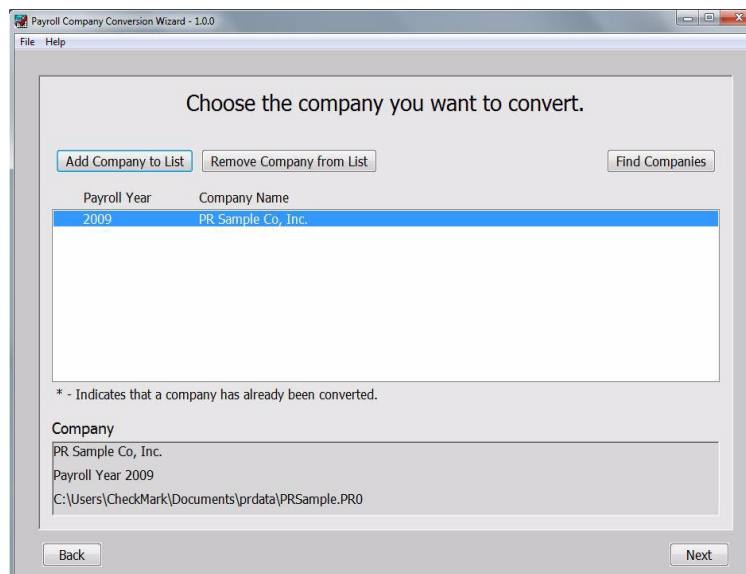 Payroll Company Conversion Wizard - 1.0.0
File Help
Choose the company you want to convert.
Add Company to List Remove Company from List Find Companies
Payroll Year Company Name
2009 PR Sample Co, Inc.
* - Indicates that a company has already been converted.
Company
PR Sample Co, Inc.
Payroll Year 2009
C:\Users\CheckMark\Documents\prdata\PRSample.PR0
Back Next